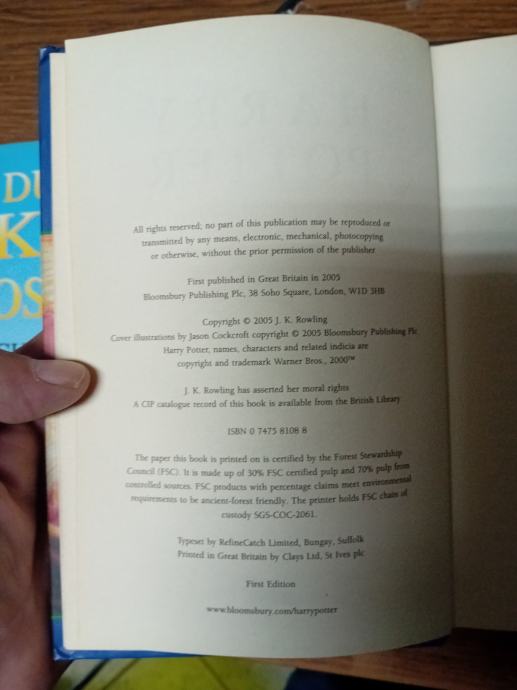 All rights reserved; no part of this publication may be reproduced or
transmitted by any means, electronic, mechanical, photocopying
or otherwise, without the prior permission of the publisher
First published in Great Britain in 2005
Bloomsbury Publishing Plc, 38 Soho Square, London, W1D 3HB
Copyright © 2005 J. K. Rowling
Cover illustrations by Jason Cockcroft copyright © 2005 Bloomsbury Publishing Plc
Harry Potter, names, characters and related indicia are
copyright and trademark Warner Bros., 2000™
J. K. Rowling has asserted her moral rights
A CIP catalogue record of this book is available from the British Library
ISBN 0 7475 8108 8
The paper this book is printed on is certified by the Forest Stewardship
Council (FSC). It is made up of 30% FSC certified pulp and 70% pulp from
controlled sources. FSC products with percentage claims meet environmental
requirements to be ancient-forest friendly. The printer holds FSC chain of
custody SGS-COC-2061.
Typeset by RefineCatch Limited, Bungay, Suffolk
Printed in Great Britain by Clays Ltd, St Ives plc
First Edition
www.bloomsbury.com/harrypotter